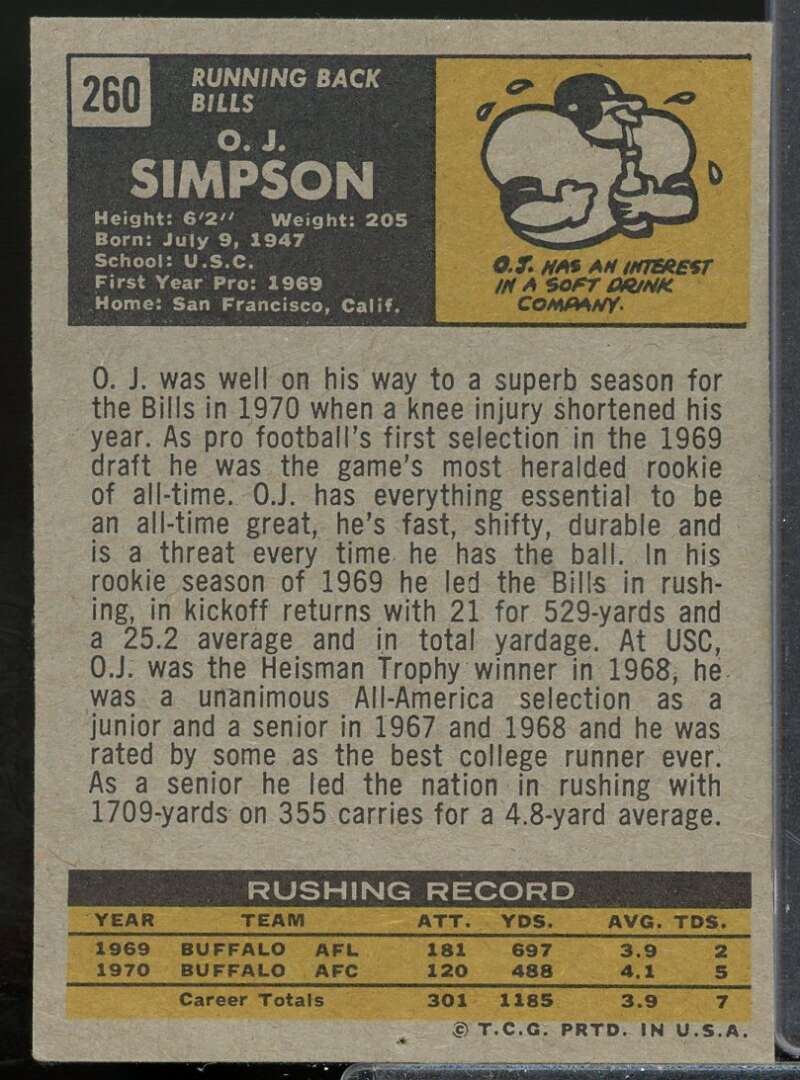 260
RUNNING BACK
BILLS
O. J.
SIMPSON
Height: 6'2'' Weight: 205
Born: July 9, 1947
School: U.S.C.
First Year Pro: 1969
Home: San Francisco, Calif.
O.J. HAS AN INTEREST
IN A SOFT DRINK
COMPANY.
O. J. was well on his way to a superb season for
the Bills in 1970 when a knee injury shortened his
year. As pro football's first selection in the 1969
draft he was the game's most heralded rookie
of all-time. O.J. has everything essential to be
an all-time great, he's fast, shifty, durable and
is a threat every time he has the ball. In his
rookie season of 1969 he led the Bills in rush-
ing, in kickoff returns with 21 for 529-yards and
a 25.2 average and in total yardage. At USC,
O.J. was the Heisman Trophy winner in 1968, he
was a unanimous All-America selection as a
junior and a senior in 1967 and 1968 and he was
rated by some as the best college runner ever.
As a senior he led the nation in rushing with
1709-yards on 355 carries for a 4.8-yard average.
RUSHING RECORD
YEAR TEAM ATT. YDS. AVG. TDS.
1969 BUFFALO AFL 181 697 3.9 2
1970 BUFFALO AFC 120 488 4.1 5
Career Totals 301 1185 3.9 7
© T.C.G. PRTD. IN U.S.A.